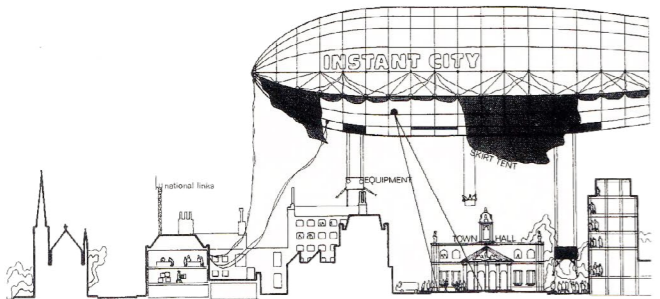 INSTANT CITY
SKIRT TENT
national links
EQUIPMENT
TOWN HALL